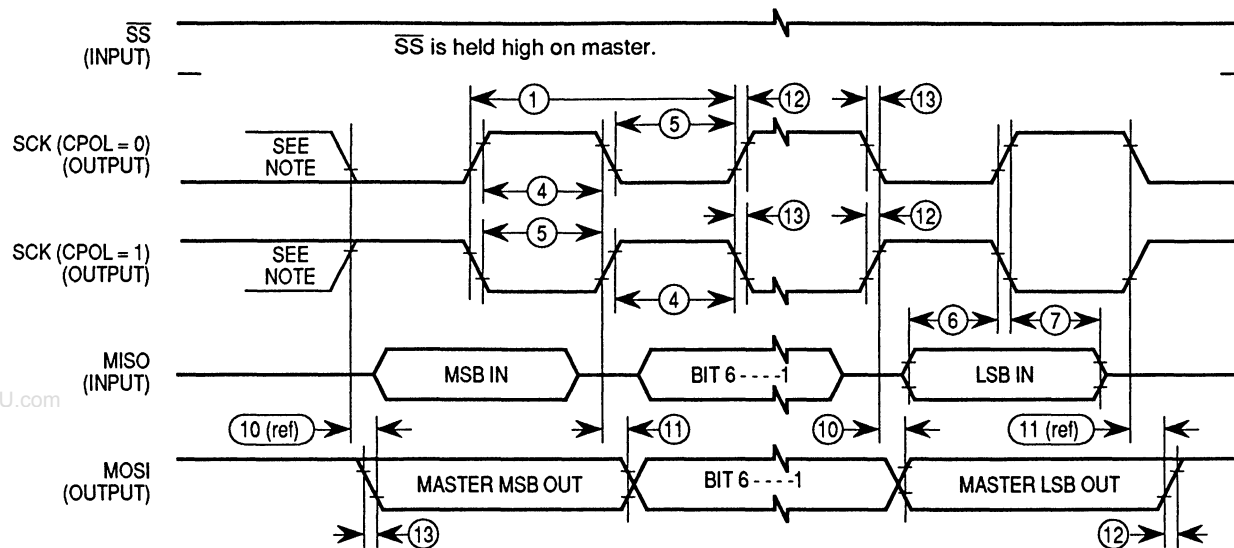 SS
(INPUT)
SS is held high on master.
1
12
13
5
SCK (CPOL = 0)
(OUTPUT)
SEE
NOTE
4
5
13
12
SCK (CPOL = 1)
(OUTPUT)
SEE
NOTE
4
6
7
MISO
(INPUT)
MSB IN
BIT 6 - - - - 1
LSB IN
U.com
10 (ref)
11
10
11 (ref)
MOSI
(OUTPUT)
MASTER MSB OUT
BIT 6 - - - - 1
MASTER LSB OUT
13
12